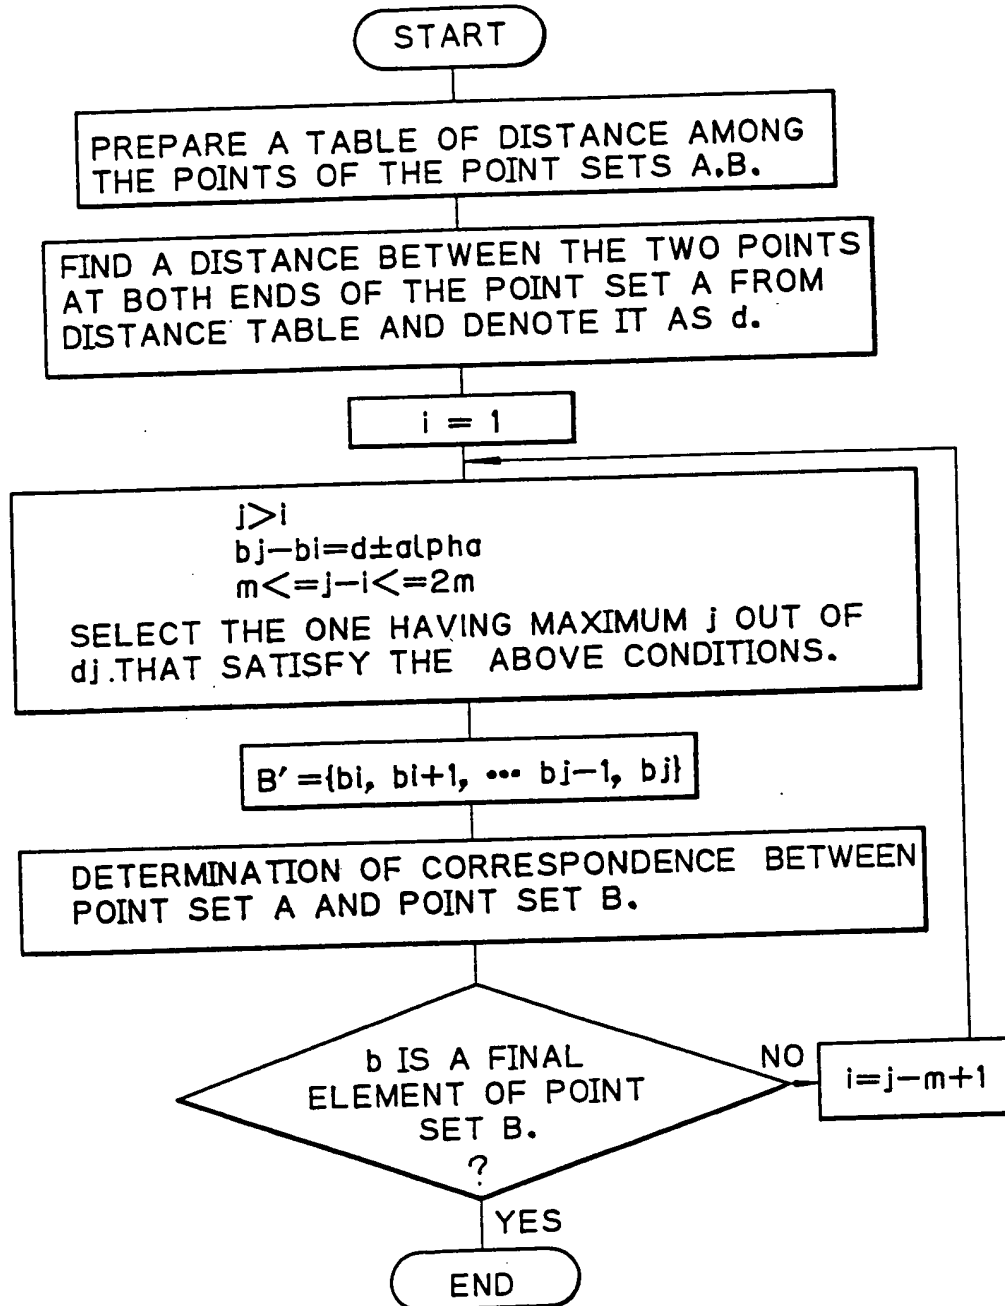 START
PREPARE A TABLE OF DISTANCE AMONG
THE POINTS OF THE POINT SETS A.B.
FIND A DISTANCE BETWEEN THE TWO POINTS
AT BOTH ENDS OF THE POINT SET A FROM
DISTANCE TABLE AND DENOTE IT AS d.
i = 1
j>i
bj−bi=d±alpha
m<=j−i<=2m
SELECT THE ONE HAVING MAXIMUM j OUT OF
dj.THAT SATISFY THE ABOVE CONDITIONS.
B′={bi, bi+1, ••• bj−1, bj}
DETERMINATION OF CORRESPONDENCE BETWEEN
POINT SET A AND POINT SET B.
b IS A FINAL
ELEMENT OF POINT
SET B.
?
NO
i=j−m+1
YES
END